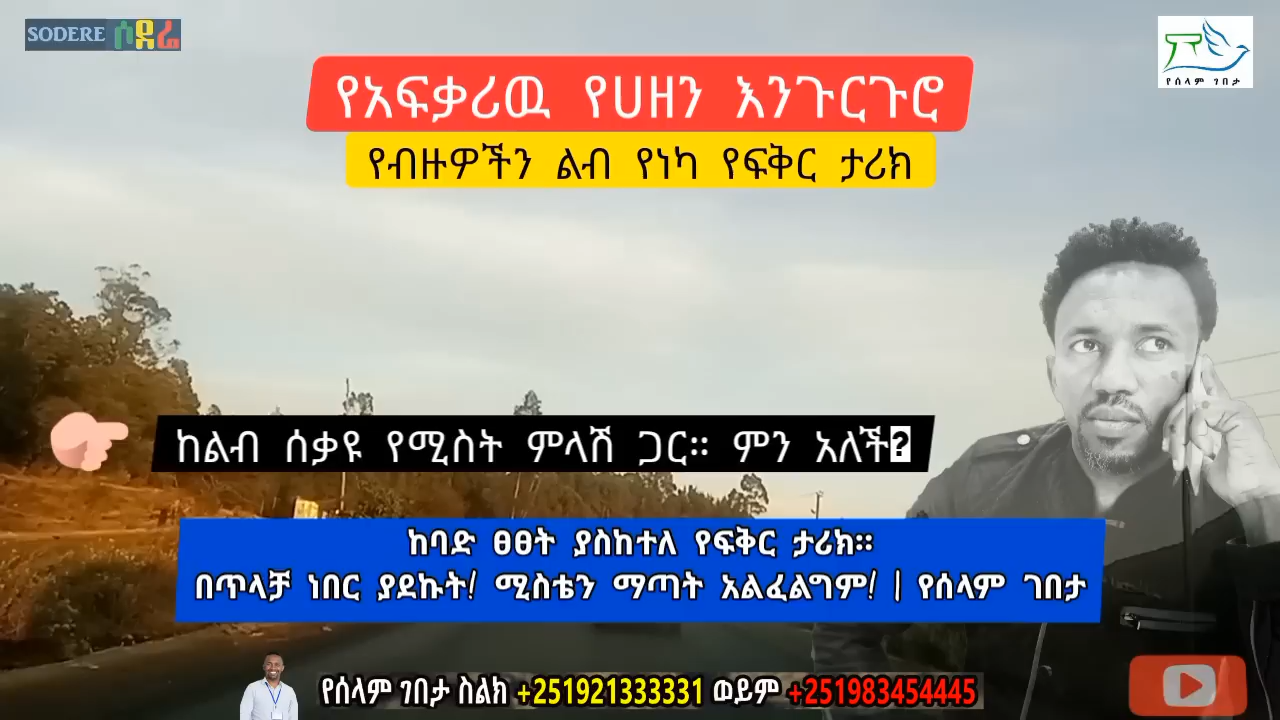 SODERE ሶደሬ
የሰላም ገበታ
የአፍቃሪዉ የሀዘን እንጉርጉሮ
የብዙዎችን ልብ የነካ የፍቅር ታሪክ
ከልብ ሰቃዩ የሚስት ምላሽ ጋር። ምን አለች
ከባድ ፀፀት ያስከተለ የፍቅር ታሪክ።
በጥላቻ ነበር ያደኩት! ሚስቴን ማጣት አልፈልግም! | የሰላም ገበታ
የሰላም ገበታ ስልክ +251921333331 ወይም +251983454445